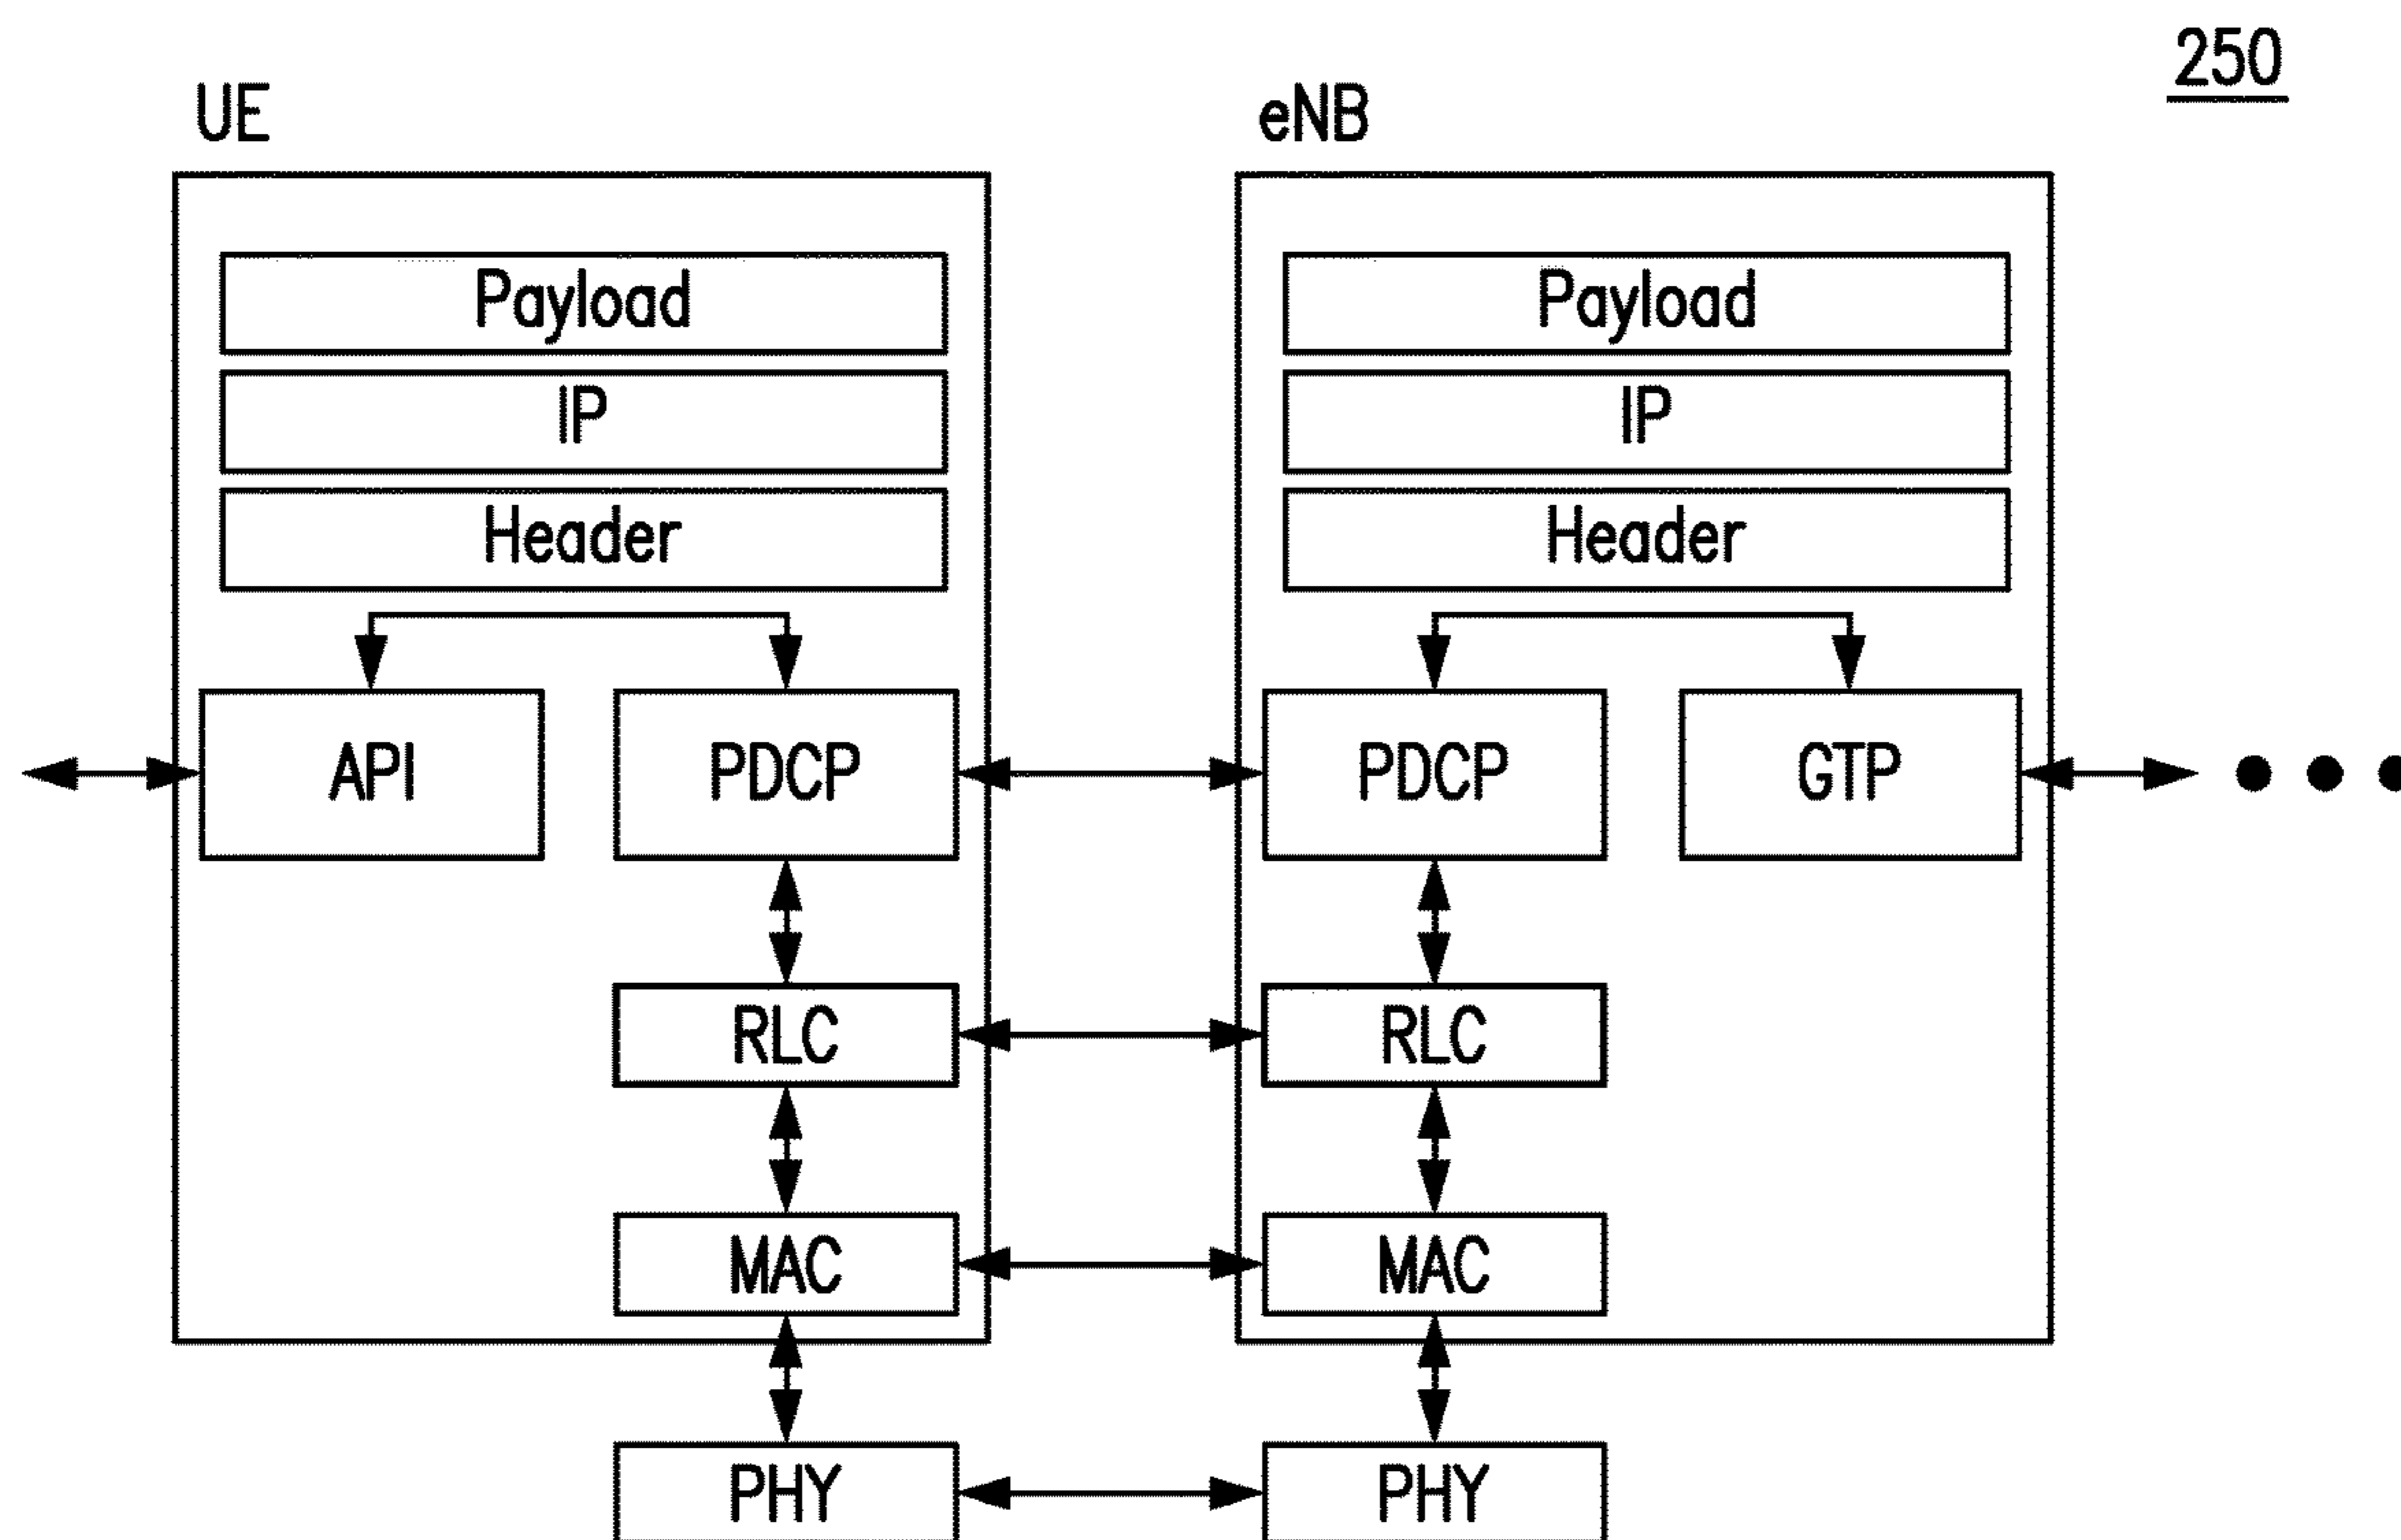 250
UE
eNB
Payload
Payload
IP
IP
Header
Header
API
PDCP
PDCP
GTP
RLC
RLC
MAC
MAC
PHY
PHY